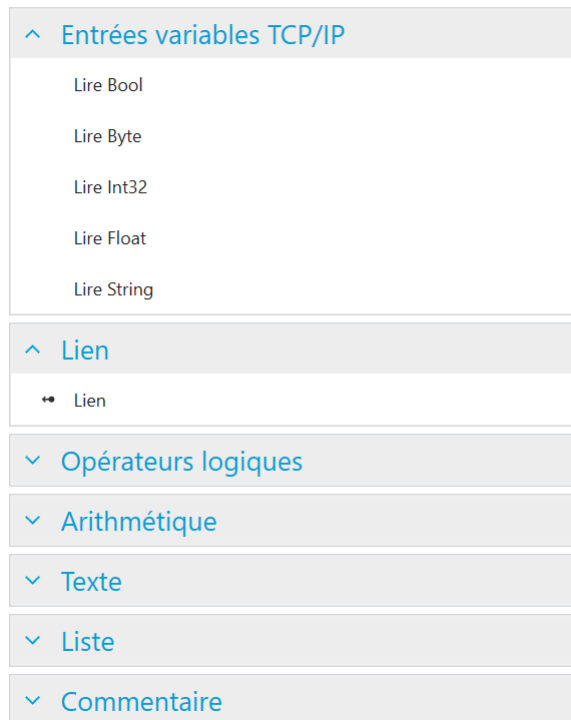 Entrées variables TCP/IP
Lire Bool
Lire Byte
Lire Int32
Lire Float
Lire String
Lien
Lien
Opérateurs logiques
Arithmétique
Texte
Liste
Commentaire